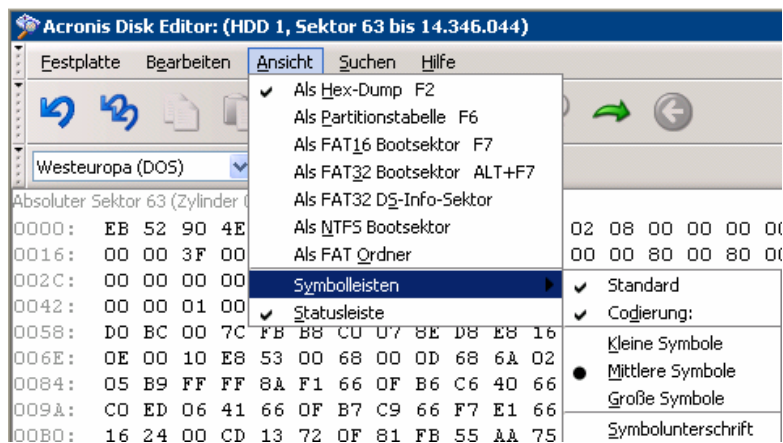 Acronis Disk Editor: (HDD 1, Sektor 63 bis 14.346.044)
Festplatte Bearbeiten Ansicht Suchen Hilfe
Als Hex-Dump F2
Als Partitionstabelle F6
Als FAT16 Bootsektor F7
Als FAT32 Bootsektor ALT+F7
Als FAT32 DS-Info-Sektor
Als NTFS Bootsektor
Als FAT Ordner
Symbolleisten
Statusleiste
Standard
Codierung:
Kleine Symbole
Mittlere Symbole
Große Symbole
Symbolunterschrift
Westeuropa (DOS)
Absoluter Sektor 63 (Zylinder
0000: EB 52 90 4E 02 08 00 00 00 00
0016: 00 00 3F 00 00 00 80 00 80 00
002C: 00 00 00 00
0042: 00 00 01 00
0058: D0 BC 00 7C FB B8 C0 07 8E D8 E8 16
006E: 0E 00 10 E8 53 00 68 00 0D 68 6A 02
0084: 05 B9 FF FF 8A F1 66 0F B6 C6 40 66
009A: C0 ED 06 41 66 0F B7 C9 66 F7 E1 66
00B0: 16 24 00 CD 13 72 0F 81 FB 55 AA 75